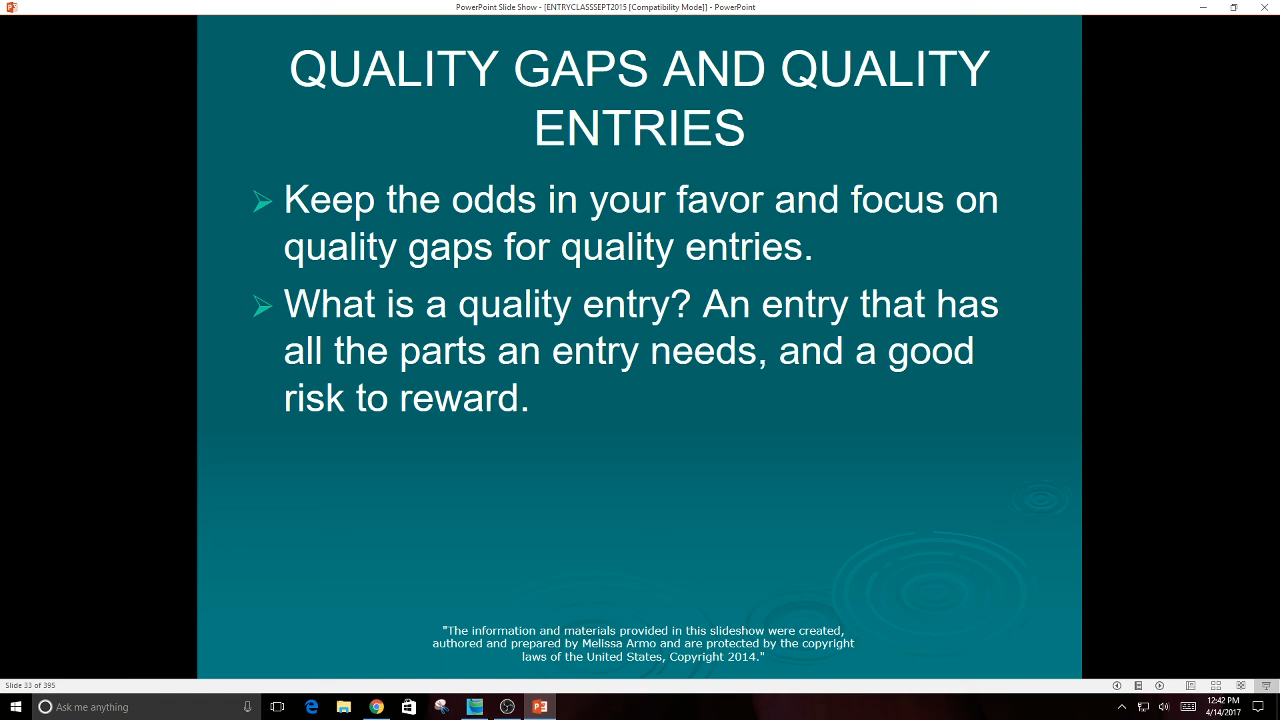 PowerPoint Slide Show - [ENTRYCLASSSEPT2015 [Compatibility Mode]] - PowerPoint
QUALITY GAPS AND QUALITY
ENTRIES
Keep the odds in your favor and focus on
quality gaps for quality entries.
What is a quality entry? An entry that has
all the parts an entry needs, and a good
risk to reward.
"The information and materials provided in this slideshow were created,
authored and prepared by Melissa Armo and are protected by the copyright
laws of the United States, Copyright 2014."
Slide 33 of 395
Ask me anything
12:42 PM
4/14/2017